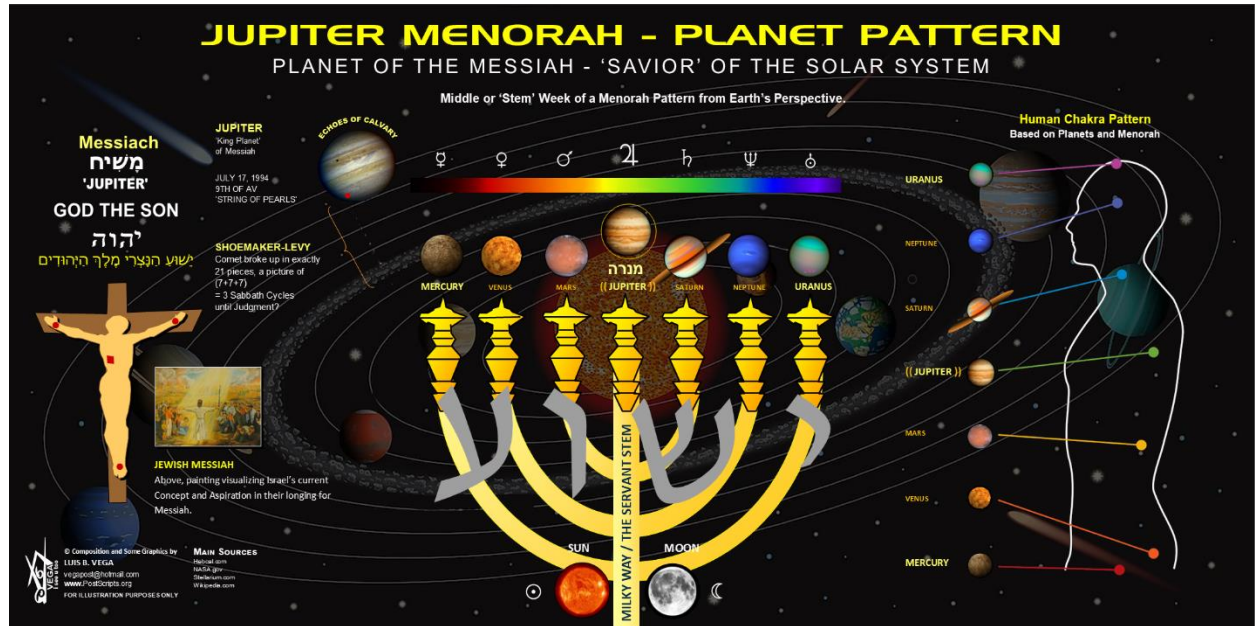 JUPITER MENORAH - PLANET PATTERN
PLANET OF THE MESSIAH - 'SAVIOR' OF THE SOLAR SYSTEM
Middle or 'Stem' Week of a Menorah Pattern from Earth's Perspective.
Messiach
מָשִׁיחַ
'JUPITER'
GOD THE SON
יהוה
יֵשׁוּעַ הַנָּצְרִי מֶלֶךְ הַיְּהוּדִים
JUPITER
'King Planet'
of Messiah
JULY 17, 1994
9TH OF AV
'STRING OF PEARLS'
ECHOES OF CALVARY
SHOEMAKER-LEVY
Comet broke up in exactly
21 pieces, a picture of
(7+7+7)
= 3 Sabbath Cycles
until Judgment?
JEWISH MESSIAH
Above, painting visualizing Israel's current
Concept and Aspiration in their longing for
Messiah.
☿ ♀ ♂ ♃ ♄ ♆ ⛢
מנרה
MERCURY VENUS MARS ((JUPITER)) SATURN NEPTUNE URANUS
ישוע
MILKY WAY / THE SERVANT STEM
SUN MOON
☉ ☾
Human Chakra Pattern
Based on Planets and Menorah
URANUS
NEPTUNE
SATURN
((JUPITER))
MARS
VENUS
MERCURY
© Composition and Some Graphics by
LUIS B. VEGA
vegapost@hotmail.com
www.PostScripts.org
FOR ILLUSTRATION PURPOSES ONLY
MAIN SOURCES
Hebcal.com
NASA.gov
Stellarium.com
Wikipedia.com
VEGA